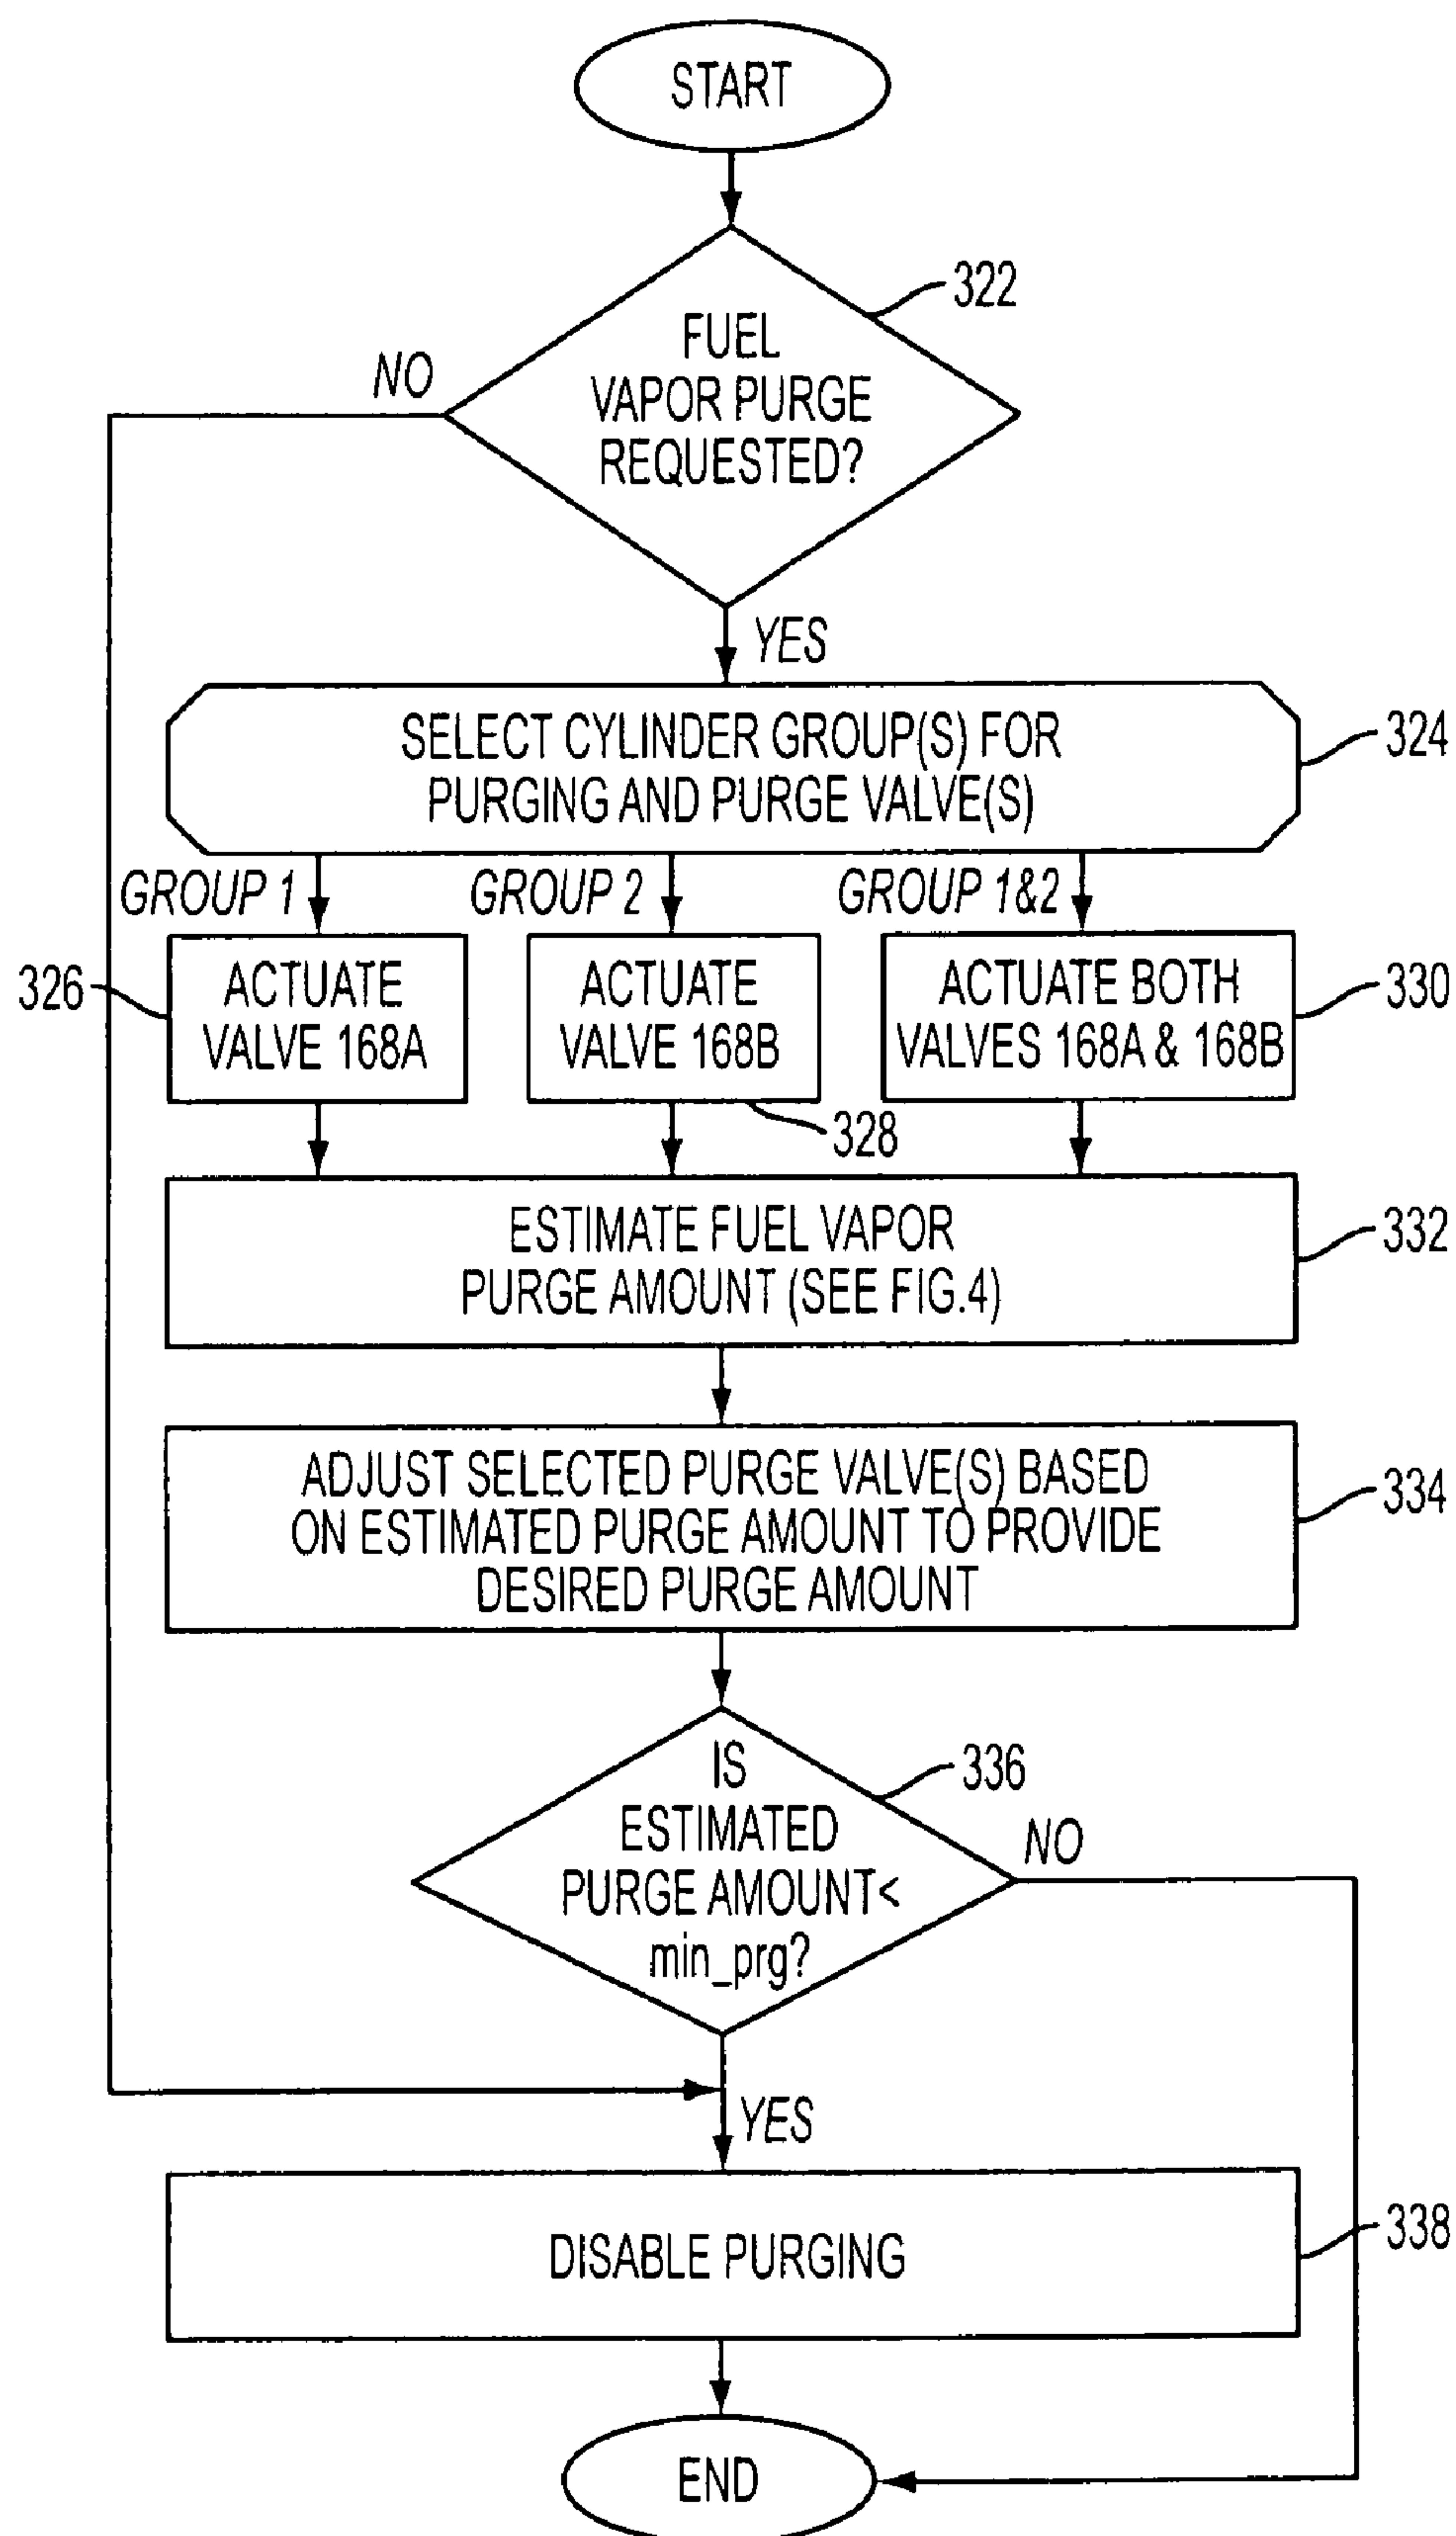 START
322
FUEL
VAPOR PURGE
REQUESTED?
NO
YES
SELECT CYLINDER GROUP(S) FOR
PURGING AND PURGE VALVE(S)
324
GROUP 1
GROUP 2
GROUP 1&2
326
ACTUATE
VALVE 168A
ACTUATE
VALVE 168B
328
ACTUATE BOTH
VALVES 168A & 168B
330
ESTIMATE FUEL VAPOR
PURGE AMOUNT (SEE FIG.4)
332
ADJUST SELECTED PURGE VALVE(S) BASED
ON ESTIMATED PURGE AMOUNT TO PROVIDE
DESIRED PURGE AMOUNT
334
IS
ESTIMATED
PURGE AMOUNT<
min_prg?
336
NO
YES
DISABLE PURGING
338
END